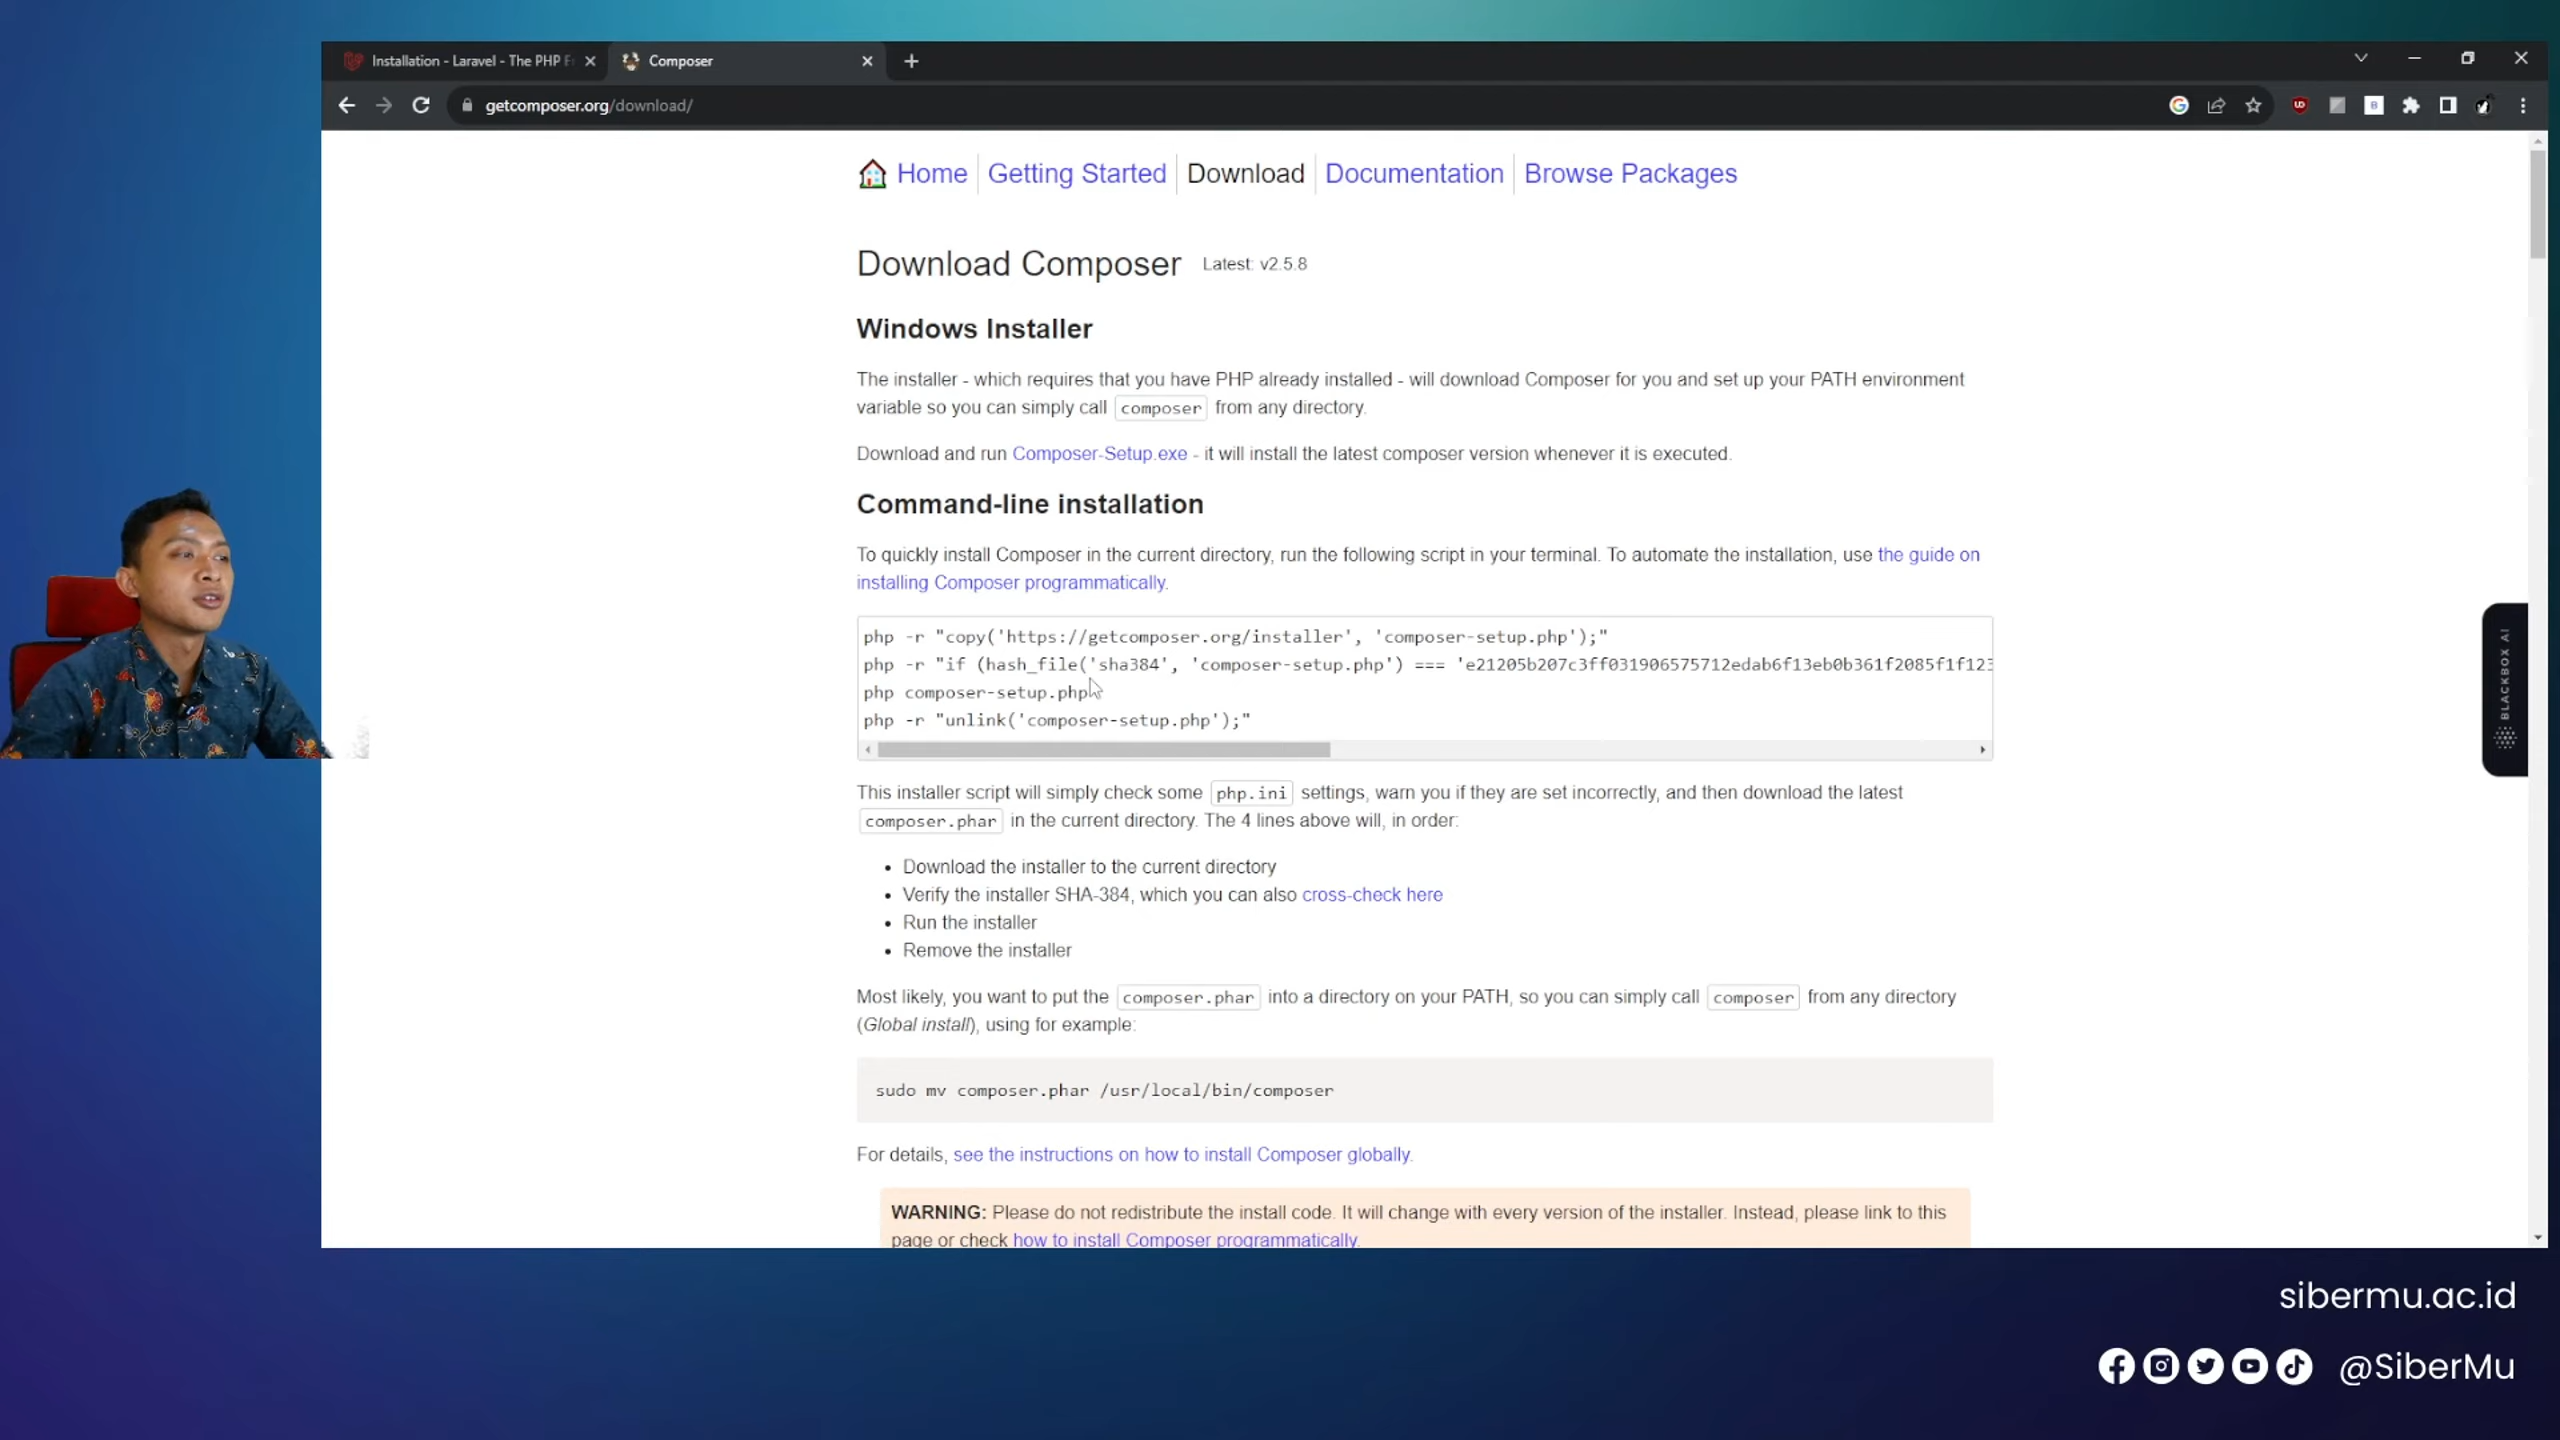 Installation - Laravel - The PHP F
Composer
getcomposer.org/download/
Home
Getting Started
Download
Documentation
Browse Packages
Download Composer Latest: v2.5.8
Windows Installer
The installer - which requires that you have PHP already installed - will download Composer for you and set up your PATH environment
variable so you can simply call composer from any directory.
Download and run Composer-Setup.exe - it will install the latest composer version whenever it is executed.
Command-line installation
To quickly install Composer in the current directory, run the following script in your terminal. To automate the installation, use the guide on
installing Composer programmatically.
php -r "copy('https://getcomposer.org/installer', 'composer-setup.php');"
php -r "if (hash_file('sha384', 'composer-setup.php') === 'e21205b207c3ff031906575712edab6f13eb0b361f2085f1f123
php composer-setup.php
php -r "unlink('composer-setup.php');"
This installer script will simply check some php.ini settings, warn you if they are set incorrectly, and then download the latest
composer.phar in the current directory. The 4 lines above will, in order:
• Download the installer to the current directory
• Verify the installer SHA-384, which you can also cross-check here
• Run the installer
• Remove the installer
Most likely, you want to put the composer.phar into a directory on your PATH, so you can simply call composer from any directory
(Global install), using for example:
sudo mv composer.phar /usr/local/bin/composer
For details, see the instructions on how to install Composer globally.
WARNING: Please do not redistribute the install code. It will change with every version of the installer. Instead, please link to this
page or check how to install Composer programmatically.
BLACKBOX AI
sibermu.ac.id
@SiberMu